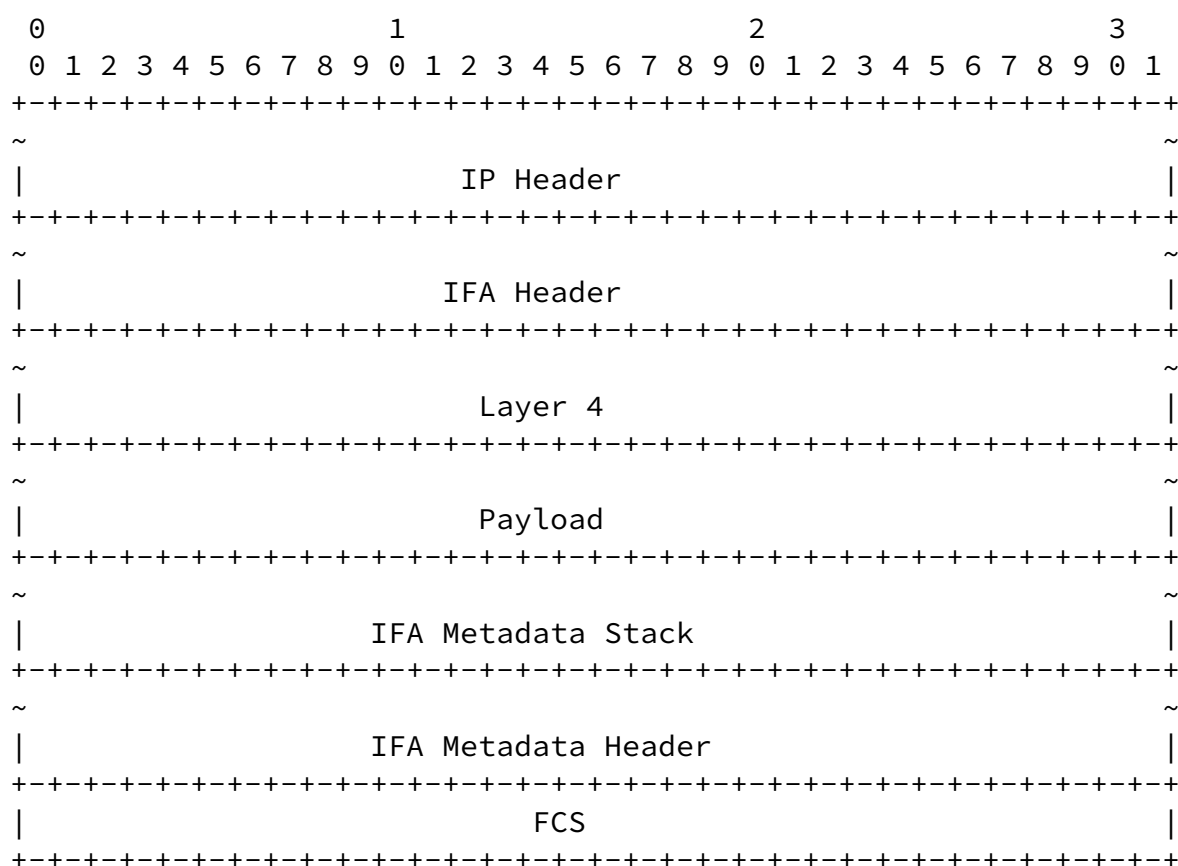 0                   1                   2                   3
 0 1 2 3 4 5 6 7 8 9 0 1 2 3 4 5 6 7 8 9 0 1 2 3 4 5 6 7 8 9 0 1
+-+-+-+-+-+-+-+-+-+-+-+-+-+-+-+-+-+-+-+-+-+-+-+-+-+-+-+-+-+-+-+-+
~                                                               ~
|                        IP Header                              |
+-+-+-+-+-+-+-+-+-+-+-+-+-+-+-+-+-+-+-+-+-+-+-+-+-+-+-+-+-+-+-+-+
~                                                               ~
|                       IFA Header                              |
+-+-+-+-+-+-+-+-+-+-+-+-+-+-+-+-+-+-+-+-+-+-+-+-+-+-+-+-+-+-+-+-+
~                                                               ~
|                         Layer 4                               |
+-+-+-+-+-+-+-+-+-+-+-+-+-+-+-+-+-+-+-+-+-+-+-+-+-+-+-+-+-+-+-+-+
~                                                               ~
|                         Payload                               |
+-+-+-+-+-+-+-+-+-+-+-+-+-+-+-+-+-+-+-+-+-+-+-+-+-+-+-+-+-+-+-+-+
~                                                               ~
|                   IFA Metadata Stack                          |
+-+-+-+-+-+-+-+-+-+-+-+-+-+-+-+-+-+-+-+-+-+-+-+-+-+-+-+-+-+-+-+-+
~                                                               ~
|                   IFA Metadata Header                         |
+-+-+-+-+-+-+-+-+-+-+-+-+-+-+-+-+-+-+-+-+-+-+-+-+-+-+-+-+-+-+-+-+
|                            FCS                                |
+-+-+-+-+-+-+-+-+-+-+-+-+-+-+-+-+-+-+-+-+-+-+-+-+-+-+-+-+-+-+-+-+